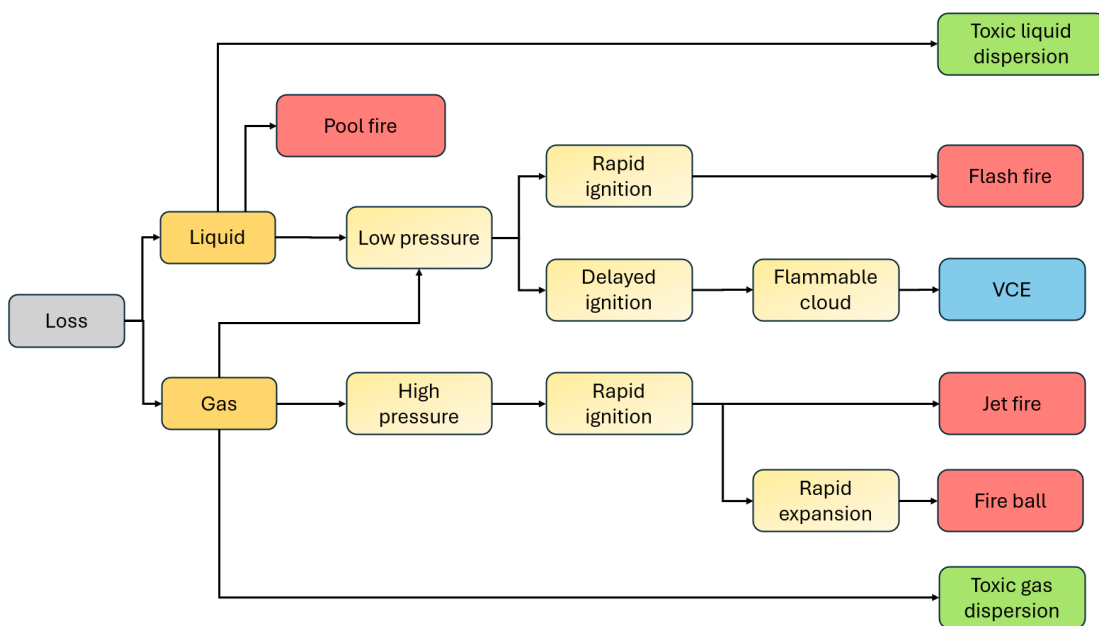 Toxic liquid
dispersion
Pool fire
Rapid
ignition
Flash fire
Liquid
Low pressure
Delayed
ignition
Flammable
cloud
VCE
Loss
Gas
High
pressure
Rapid
ignition
Jet fire
Rapid
expansion
Fire ball
Toxic gas
dispersion